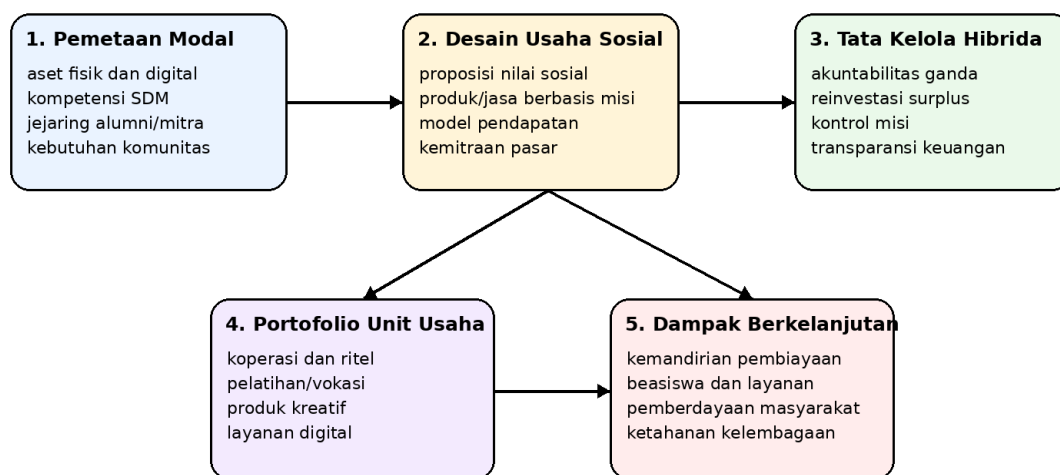 1. Pemetaan Modal
aset fisik dan digital
kompetensi SDM
jejaring alumni/mitra
kebutuhan komunitas
2. Desain Usaha Sosial
proposisi nilai sosial
produk/jasa berbasis misi
model pendapatan
kemitraan pasar
3. Tata Kelola Hibrida
akuntabilitas ganda
reinvestasi surplus
kontrol misi
transparansi keuangan
4. Portofolio Unit Usaha
koperasi dan ritel
pelatihan/vokasi
produk kreatif
layanan digital
5. Dampak Berkelanjutan
kemandirian pembiayaan
beasiswa dan layanan
pemberdayaan masyarakat
ketahanan kelembagaan